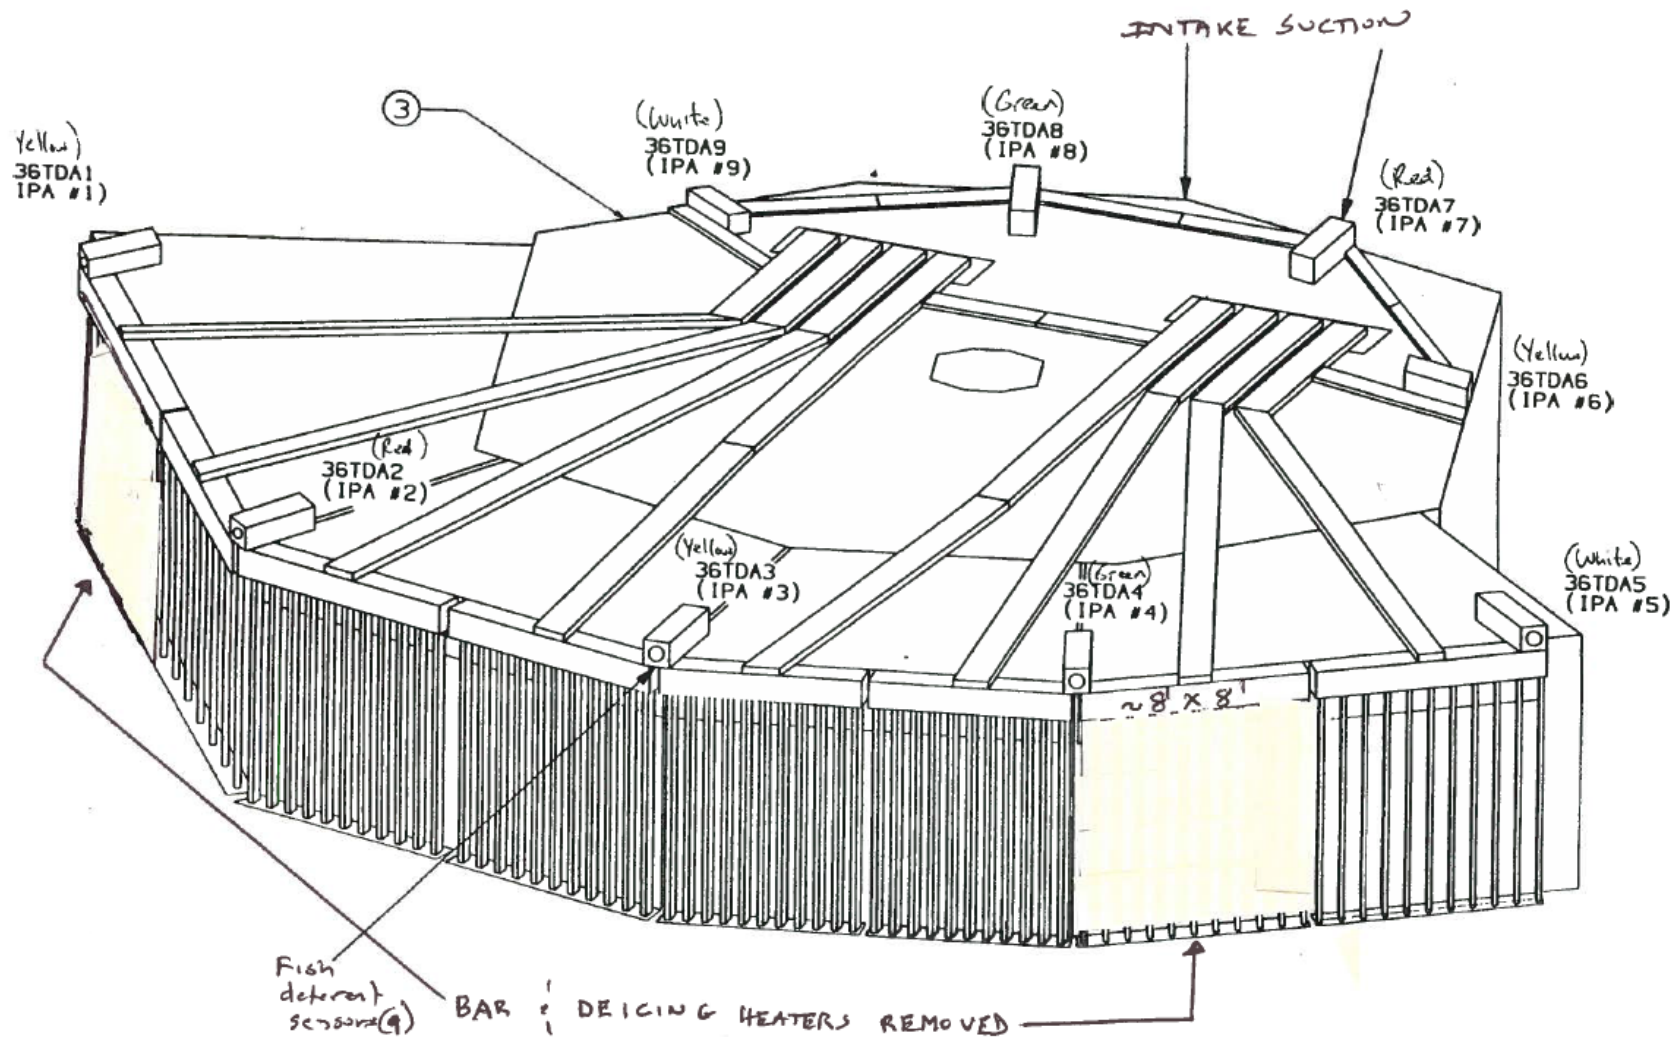 INTAKE SUCTION
3
Yellow)
36TDA1
IPA #1)
(White)
36TDA9
(IPA #9)
(Green)
36TDA8
(IPA #8)
(Red)
36TDA7
(IPA #7)
(Yellow)
36TDA6
(IPA #6)
(Red)
36TDA2
(IPA #2)
(Yellow)
36TDA3
(IPA #3)
(Green)
36TDA4
(IPA #4)
(White)
36TDA5
(IPA #5)
~8' X 8'
Fish
deterent
sensors(9)
BAR & DEICING HEATERS REMOVED